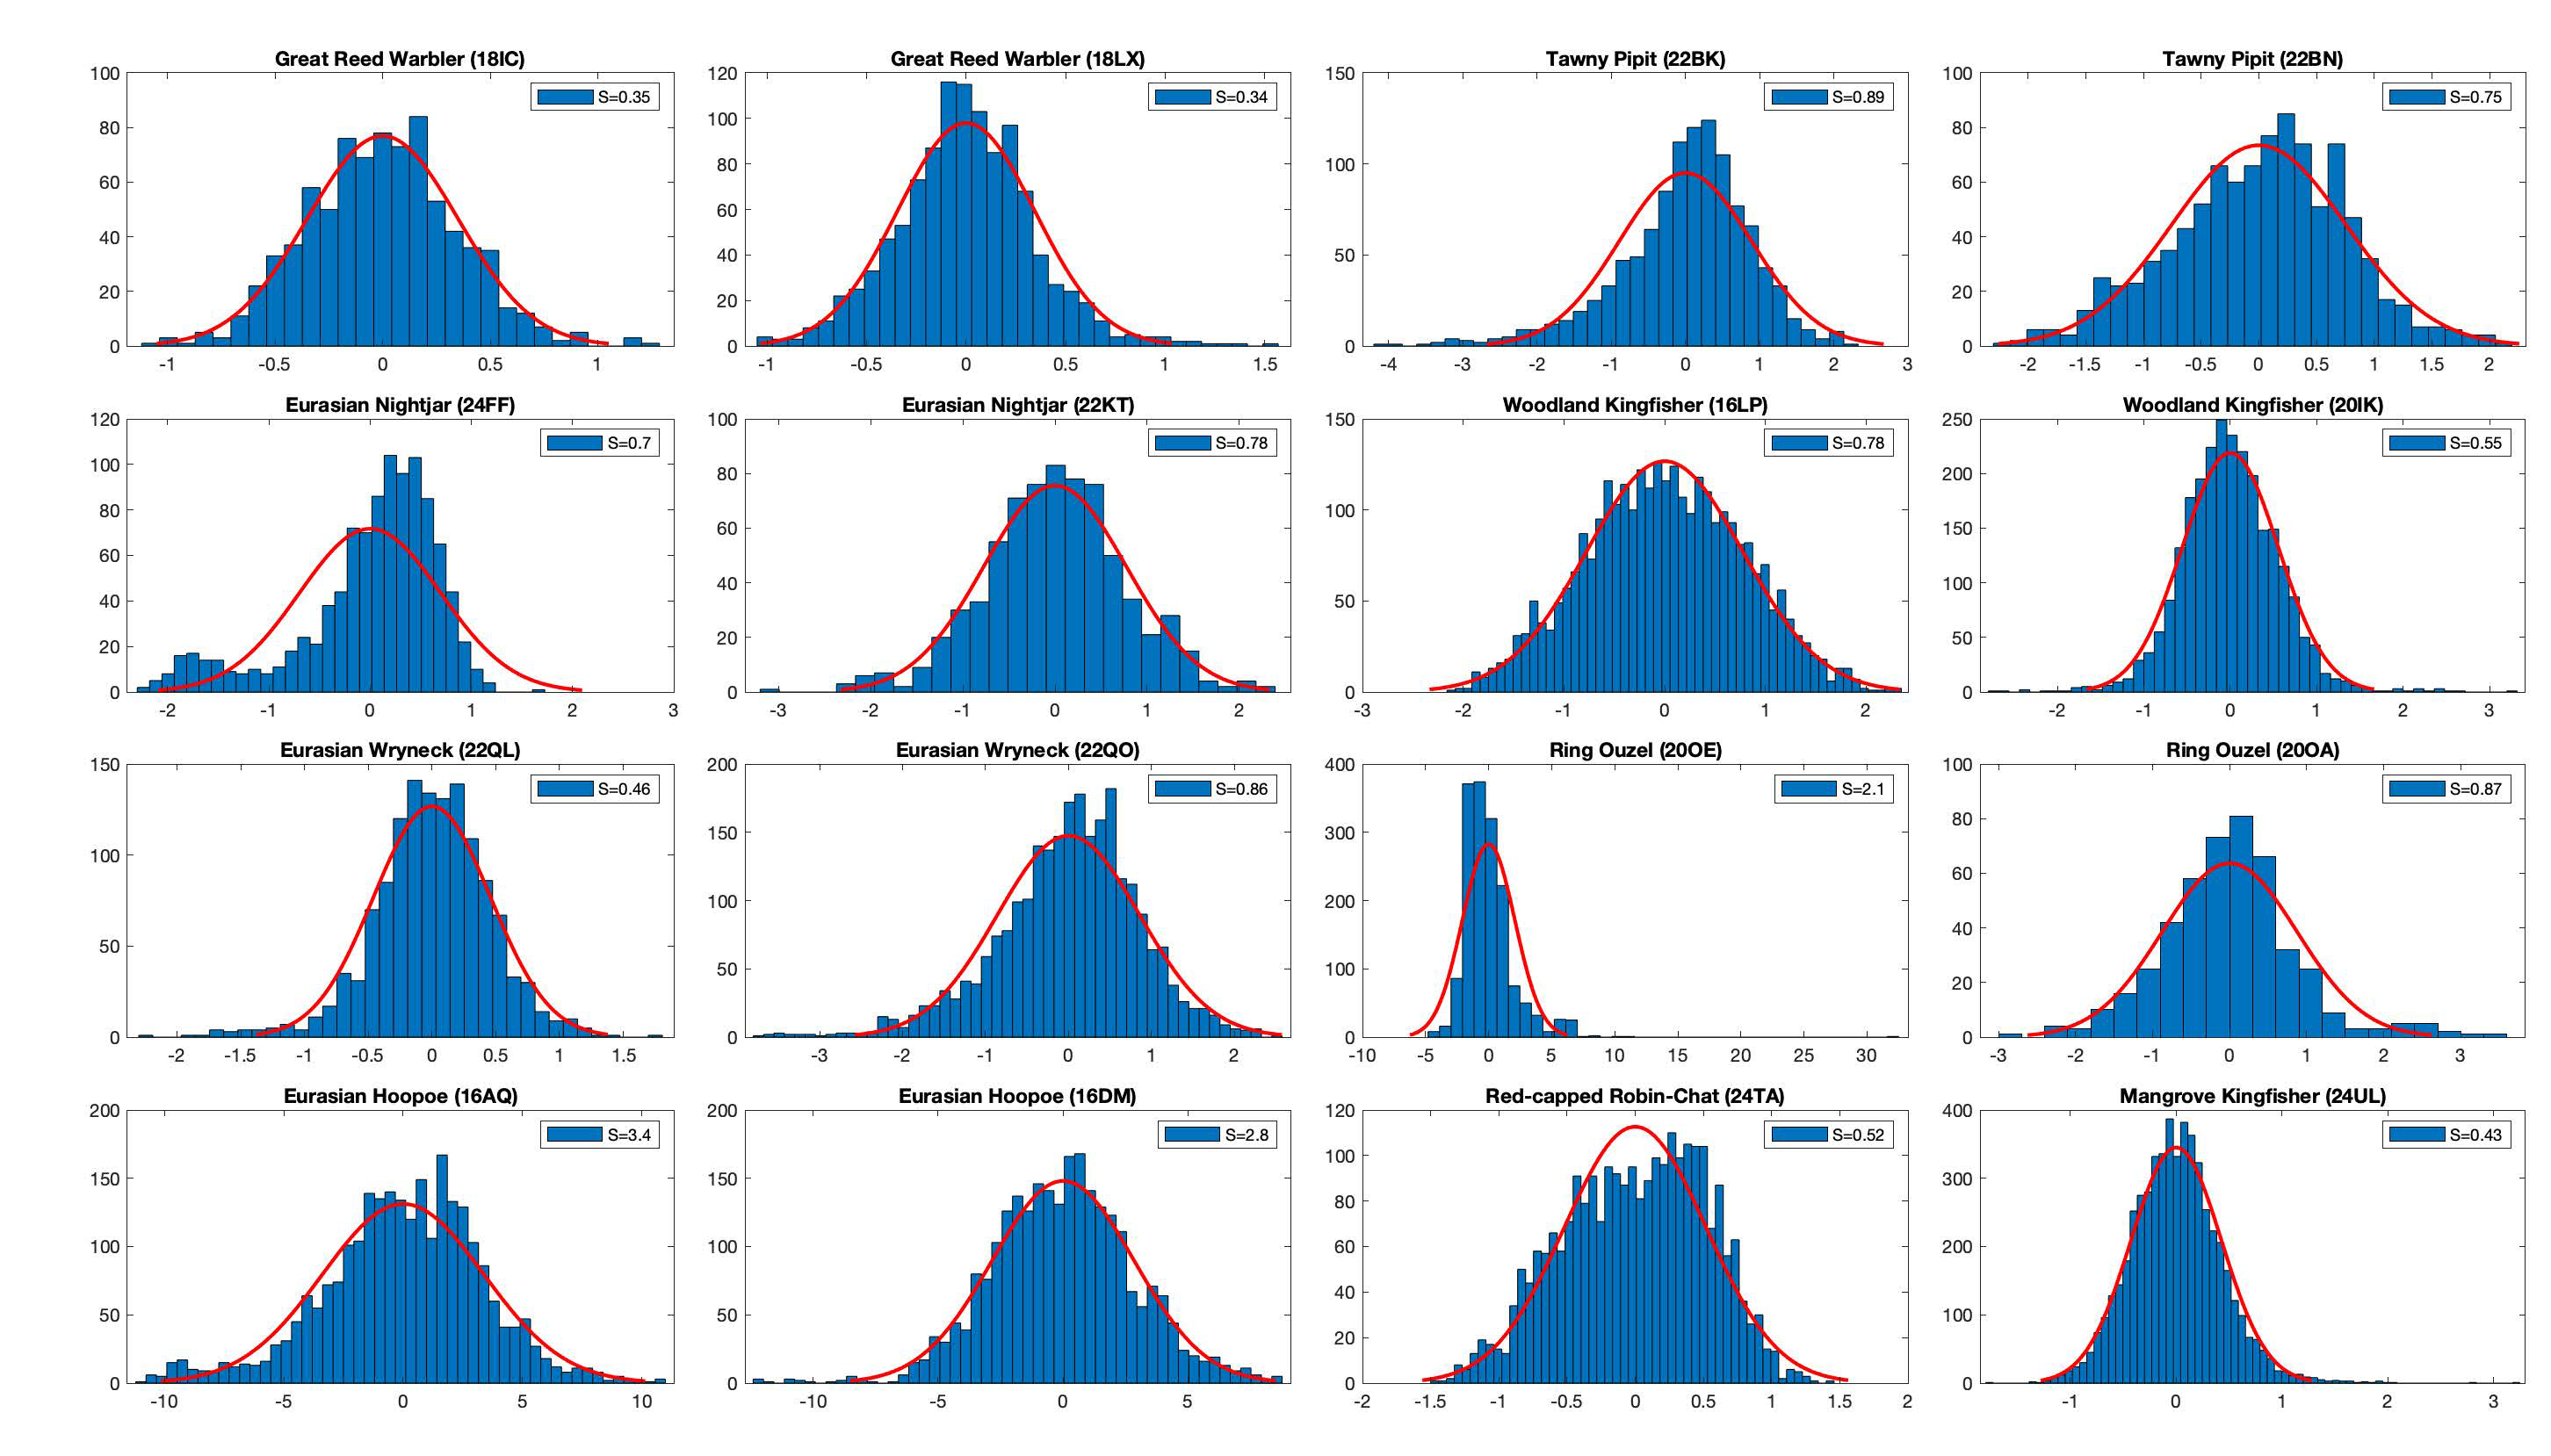 Great Reed Warbler (18IC)
S=0.35
100
80
60
40
20
0
-1 -0.5 0 0.5 1
Great Reed Warbler (18LX)
S=0.34
120
100
80
60
40
20
0
-1 -0.5 0 0.5 1 1.5
Tawny Pipit (22BK)
S=0.89
150
100
50
0
-4 -3 -2 -1 0 1 2 3
Tawny Pipit (22BN)
S=0.75
100
80
60
40
20
0
-2 -1.5 -1 -0.5 0 0.5 1 1.5 2
Eurasian Nightjar (24FF)
S=0.7
120
100
80
60
40
20
0
-2 -1 0 1 2 3
Eurasian Nightjar (22KT)
S=0.78
100
80
60
40
20
0
-3 -2 -1 0 1 2
Woodland Kingfisher (16LP)
S=0.78
150
100
50
0
-3 -2 -1 0 1 2
Woodland Kingfisher (20IK)
S=0.55
250
200
150
100
50
0
-2 -1 0 1 2 3
Eurasian Wryneck (22QL)
S=0.46
150
100
50
0
-2 -1.5 -1 -0.5 0 0.5 1 1.5
Eurasian Wryneck (22QO)
S=0.86
200
150
100
50
0
-3 -2 -1 0 1 2
Ring Ouzel (20OE)
S=2.1
400
300
200
100
0
-10 -5 0 5 10 15 20 25 30
Ring Ouzel (20OA)
S=0.87
100
80
60
40
20
0
-3 -2 -1 0 1 2 3
Eurasian Hoopoe (16AQ)
S=3.4
200
150
100
50
0
-10 -5 0 5 10
Eurasian Hoopoe (16DM)
S=2.8
200
150
100
50
0
-10 -5 0 5
Red-capped Robin-Chat (24TA)
S=0.52
120
100
80
60
40
20
0
-2 -1.5 -1 -0.5 0 0.5 1 1.5 2
Mangrove Kingfisher (24UL)
S=0.43
400
300
200
100
0
-1 0 1 2 3